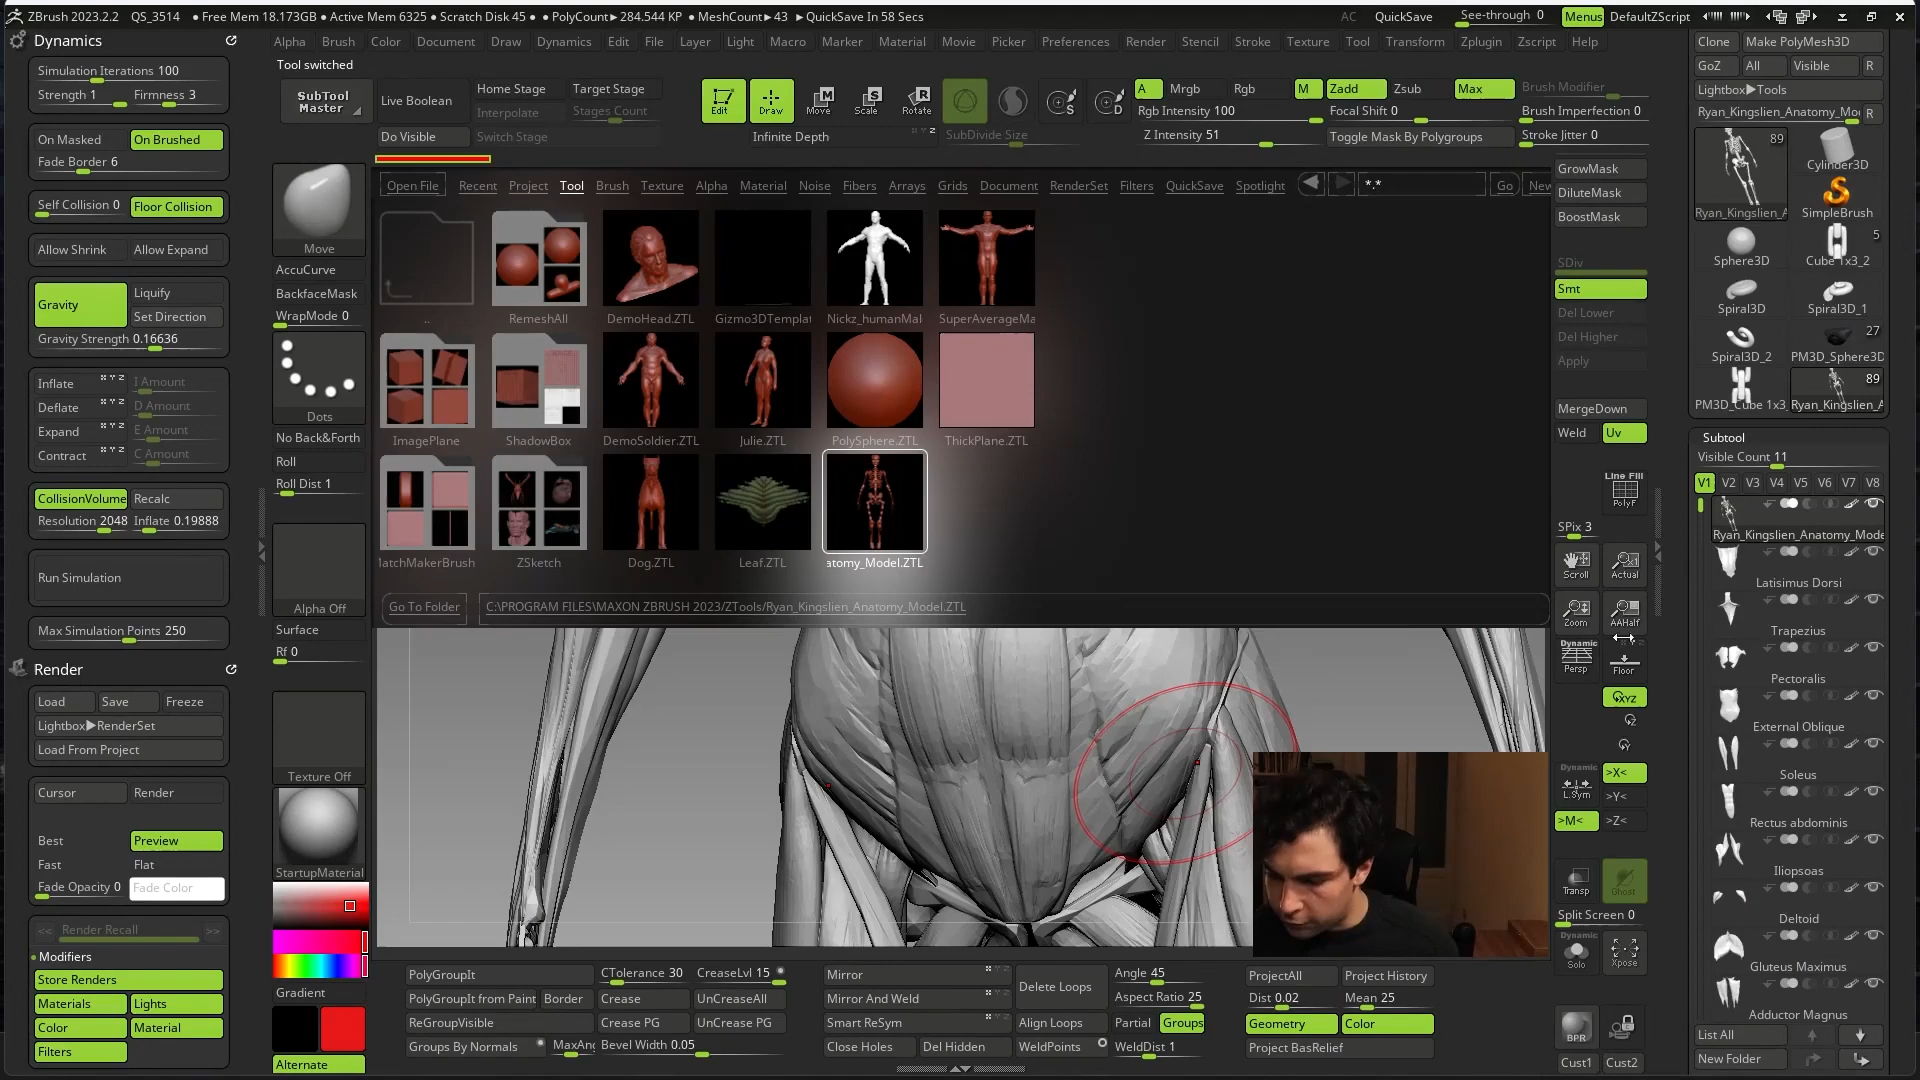 ZBrush 2023.2.2 QS_3514 ● Free Mem 18.173GB ● Active Mem 6325 ● Scratch Disk 45 ● ● PolyCount►284.544 KP ● MeshCount►43 ►QuickSave In 58 Secs AC QuickSave See-through 0 Menus DefaultZScript
Dynamics
Alpha Brush Color Document Draw Dynamics Edit File Layer Light Macro Marker Material Movie Picker Preferences Render Stencil Stroke Texture Tool Transform Zplugin Zscript Help
Tool switched
Simulation Iterations 100
Strength 1 Firmness 3
On Masked On Brushed
Fade Border 6
Self Collision 0 Floor Collision
Allow Shrink Allow Expand
Gravity Liquify
Set Direction
Gravity Strength 0.16636
Inflate I Amount
Deflate D Amount
Expand E Amount
Contract C Amount
CollisionVolume Recalc
Resolution 2048 Inflate 0.19888
Run Simulation
Max Simulation Points 250
Render
Load Save Freeze
Lightbox►RenderSet
Load From Project
Cursor Render
Best Preview
Fast Flat
Fade Opacity 0 Fade Color
<< Render Recall >>
Modifiers
Store Renders
Materials Lights
Color Material
Filters
SubTool Master
Live Boolean
Do Visible
Home Stage Target Stage
Interpolate Stages Count
Switch Stage
Edit Draw Move Scale Rotate
Infinite Depth
SubDivide Size
S D
A Mrgb Rgb M Zadd Zsub Max Brush Modifier
Rgb Intensity 100 Focal Shift 0 Brush Imperfection 0
Z Intensity 51 Toggle Mask By Polygroups Stroke Jitter 0
Move
AccuCurve
BackfaceMask
WrapMode 0
Dots
No Back&Forth
Roll
Roll Dist 1
Alpha Off
Surface
Rf 0
Texture Off
StartupMaterial
Gradient
Alternate
Open File Recent Project Tool Brush Texture Alpha Material Noise Fibers Arrays Grids Document RenderSet Filters QuickSave Spotlight *.* Go New
.. RemeshAll DemoHead.ZTL Gizmo3DTemplat Nickz_humanMal SuperAverageMa
ImagePlane ShadowBox DemoSoldier.ZTL Julie.ZTL PolySphere.ZTL ThickPlane.ZTL
latchMakerBrush ZSketch Dog.ZTL Leaf.ZTL atomy_Model.ZTL
Go To Folder C:\PROGRAM FILES\MAXON ZBRUSH 2023/ZTools/Ryan_Kingslien_Anatomy_Model.ZTL
GrowMask
DiluteMask
BoostMask
SDiv
Smt
Del Lower
Del Higher
Apply
MergeDown
Weld Uv
Line Fill
PolyF
SPix 3
Scroll Actual
Zoom AAHalf
Dynamic
Persp Floor
XYZ
Z
Y
Dynamic
L.Sym >X<
>Y<
>M< >Z<
Transp Ghost
Split Screen 0
Dynamic
Solo Xpose
BPR
Cust1 Cust2
PolyGroupIt CTolerance 30 CreaseLvl 15
PolyGroupIt from Paint Border Crease UnCreaseAll
ReGroupVisible Crease PG UnCrease PG
Groups By Normals MaxAng Bevel Width 0.05
Mirror
Mirror And Weld
Smart ReSym
Close Holes Del Hidden
Delete Loops
Align Loops
WeldPoints
Angle 45
Aspect Ratio 25
Partial Groups
WeldDist 1
ProjectAll Project History
Dist 0.02 Mean 25
Geometry Color
Project BasRelief
Clone Make PolyMesh3D
GoZ All Visible R
Lightbox►Tools
Ryan_Kingslien_Anatomy_Mo R
89
Cylinder3D
Ryan_Kingslien_A SimpleBrush
5
Sphere3D Cube 1x3_2
Spiral3D Spiral3D_1
27
Spiral3D_2 PM3D_Sphere3D
89
PM3D_Cube 1x3_ Ryan_Kingslien_A
Subtool
Visible Count 11
V1 V2 V3 V4 V5 V6 V7 V8
Ryan_Kingslien_Anatomy_Mode
Latisimus Dorsi
Trapezius
Pectoralis
External Oblique
Soleus
Rectus abdominis
Iliopsoas
Deltoid
Gluteus Maximus
Adductor Magnus
List All
New Folder